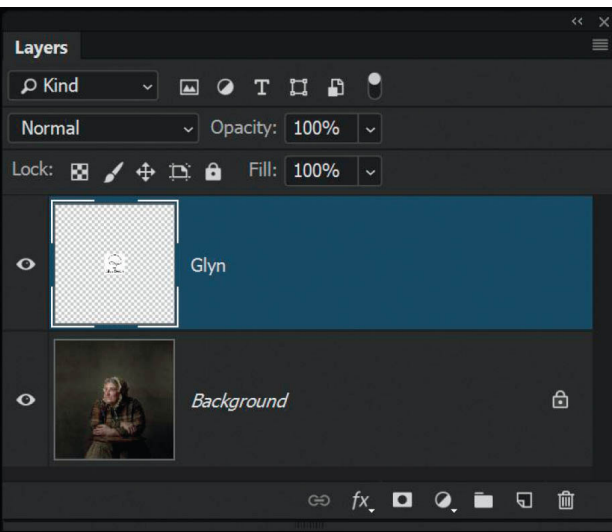 Layers
Kind
Normal Opacity: 100%
Lock: Fill: 100%
Glyn
Background
fx